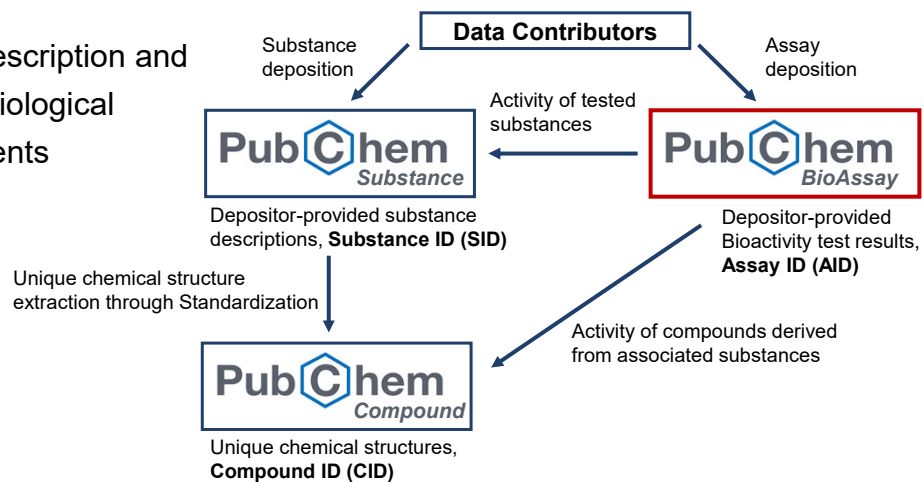 escription and
iological
ents
Data Contributors
Substance
deposition
Assay
deposition
Activity of tested
substances
PubChem
Substance
PubChem
BioAssay
Depositor-provided substance
descriptions, Substance ID (SID)
Depositor-provided
Bioactivity test results,
Assay ID (AID)
Unique chemical structure
extraction through Standardization
Activity of compounds derived
from associated substances
PubChem
Compound
Unique chemical structures,
Compound ID (CID)